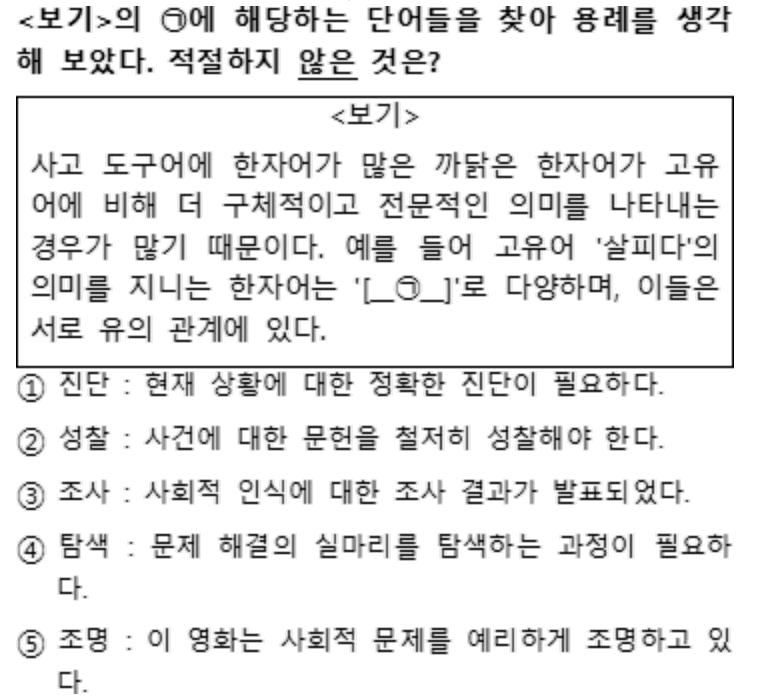 <보기>의 ㉠에 해당하는 단어들을 찾아 용례를 생각
해 보았다. 적절하지 않은 것은?
<보기>
사고 도구어에 한자어가 많은 까닭은 한자어가 고유
어에 비해 더 구체적이고 전문적인 의미를 나타내는
경우가 많기 때문이다. 예를 들어 고유어 '살피다'의
의미를 지니는 한자어는 '[__㉠__]'로 다양하며, 이들은
서로 유의 관계에 있다.
① 진단 : 현재 상황에 대한 정확한 진단이 필요하다.
② 성찰 : 사건에 대한 문헌을 철저히 성찰해야 한다.
③ 조사 : 사회적 인식에 대한 조사 결과가 발표되었다.
④ 탐색 : 문제 해결의 실마리를 탐색하는 과정이 필요하
다.
⑤ 조명 : 이 영화는 사회적 문제를 예리하게 조명하고 있
다.